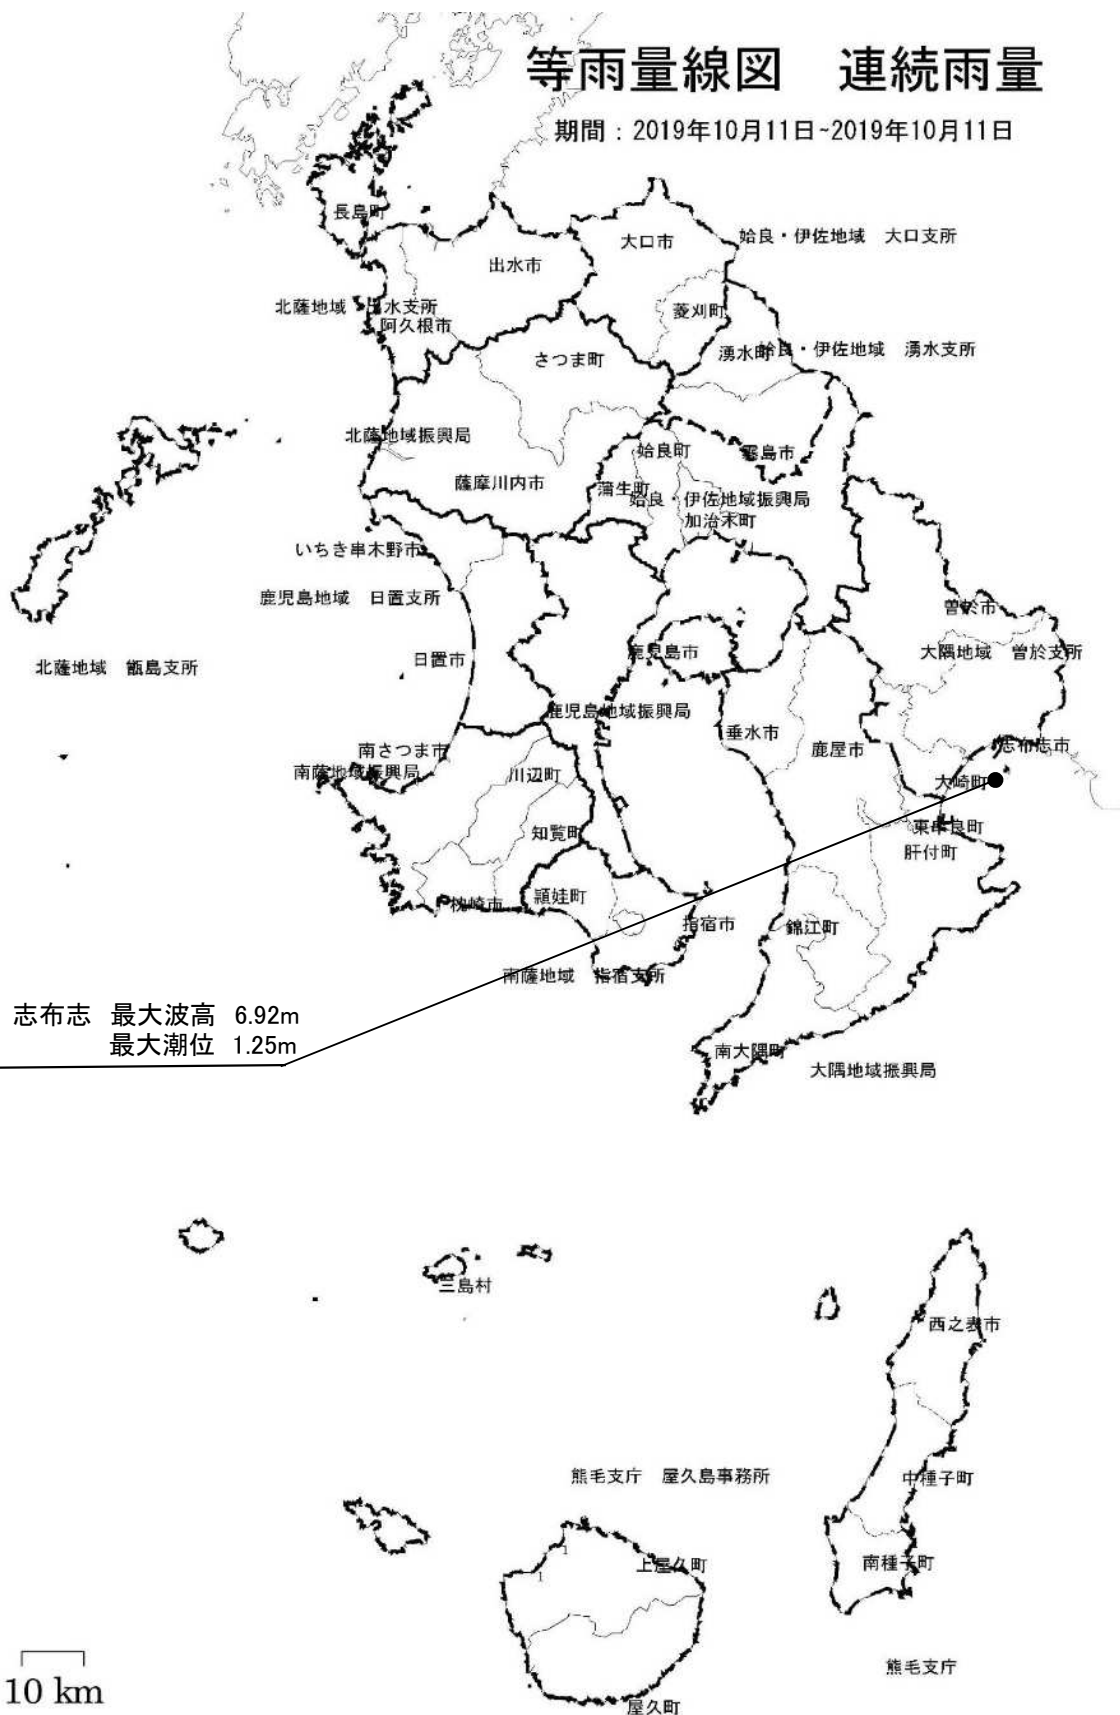 等雨量線図　連続雨量
期間：2019年10月11日~2019年10月11日
長島町
大口市
姶良・伊佐地域　大口支所
出水市
北薩地域　出水支所
阿久根市
菱刈町
湧水町
姶良・伊佐地域　湧水支所
さつま町
北薩地域振興局
姶良町
霧島市
薩摩川内市
蒲生町
姶良・伊佐地域振興局
加治木町
いちき串木野市
鹿児島地域　日置支所
曽於市
北薩地域　甑島支所
日置市
鹿児島市
大隅地域　曽於支所
鹿児島地域振興局
垂水市
鹿屋市
志布志市
南さつま市
南薩地域振興局
川辺町
大崎町
知覧町
東串良町
肝付町
枕崎市
頴娃町
指宿市
錦江町
南薩地域　指宿支所
志布志　最大波高　6.92m
最大潮位　1.25m
南大隅町
大隅地域振興局
三島村
西之表市
熊毛支庁　屋久島事務所
中種子町
1
1
上屋久町
南種子町
熊毛支庁
10 km
屋久町